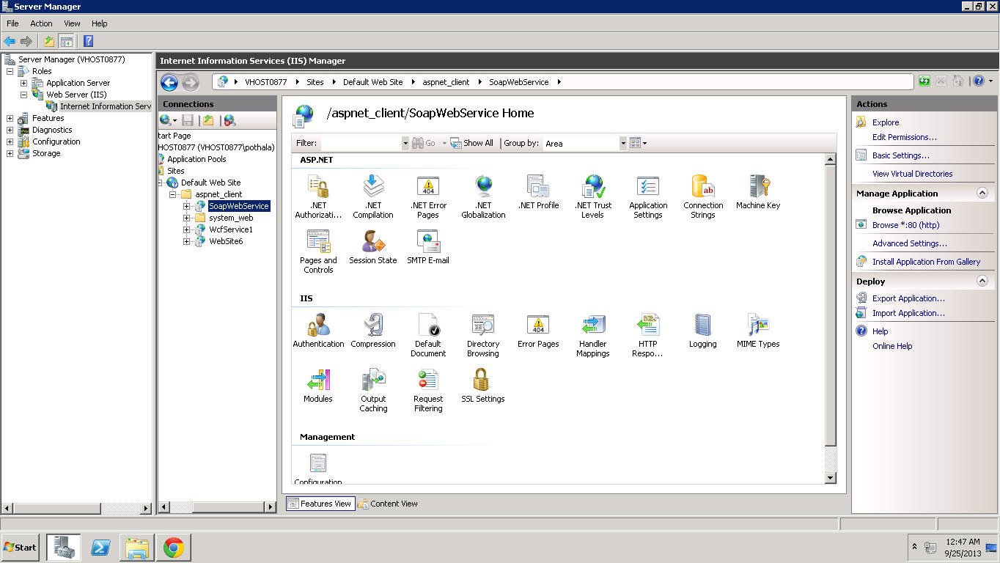 Server Manager
File Action View Help
Server Manager (VHOST0877)
Roles
Application Server
Web Server (IIS)
Internet Information Serv
Features
Diagnostics
Configuration
Storage
Internet Information Services (IIS) Manager
VHOST0877 Sites Default Web Site aspnet_client SoapWebService
Connections
tart Page
HOST0877 (VHOST0877\pothala)
Application Pools
Sites
Default Web Site
aspnet_client
SoapWebService
system_web
WcfService1
WebSite6
/aspnet_client/SoapWebService Home
Filter: Go Show All Group by: Area
ASP.NET
.NET Authorizati...
.NET Compilation
.NET Error Pages
.NET Globalization
.NET Profile
.NET Trust Levels
Application Settings
Connection Strings
Machine Key
Pages and Controls
Session State
SMTP E-mail
IIS
Authentication
Compression
Default Document
Directory Browsing
Error Pages
Handler Mappings
HTTP Respo...
Logging
MIME Types
Modules
Output Caching
Request Filtering
SSL Settings
Management
Configuration
Features View Content View
Actions
Explore
Edit Permissions...
Basic Settings...
View Virtual Directories
Manage Application
Browse Application
Browse *:80 (http)
Advanced Settings...
Install Application From Gallery
Deploy
Export Application...
Import Application...
Help
Online Help
Start
12:47 AM
9/25/2013